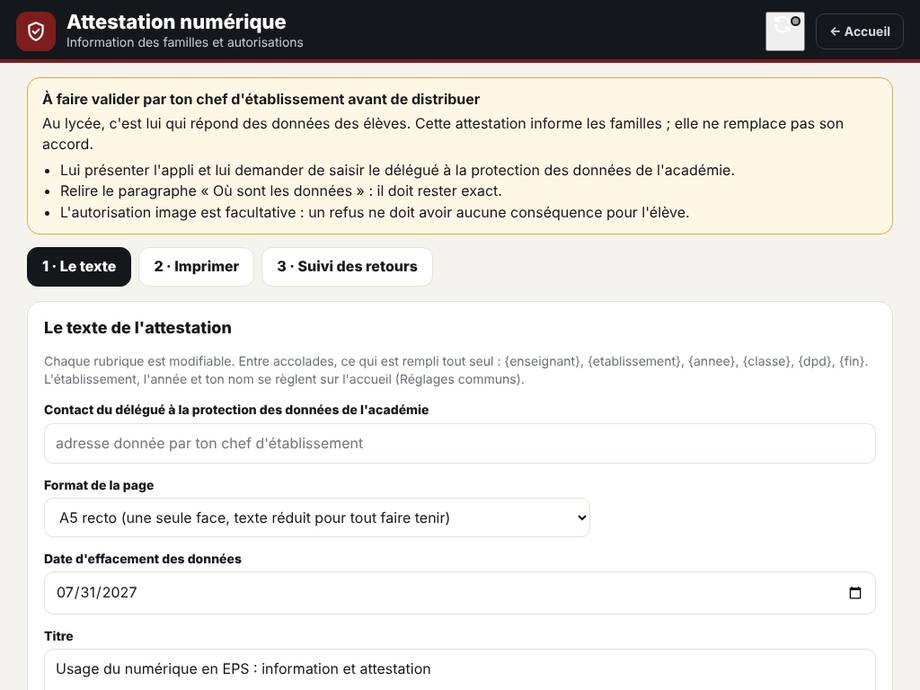 Attestation numérique
Information des familles et autorisations
← Accueil
À faire valider par ton chef d'établissement avant de distribuer
Au lycée, c'est lui qui répond des données des élèves. Cette attestation informe les familles ; elle ne remplace pas son
accord.
• Lui présenter l'appli et lui demander de saisir le délégué à la protection des données de l'académie.
• Relire le paragraphe « Où sont les données » : il doit rester exact.
• L'autorisation image est facultative : un refus ne doit avoir aucune conséquence pour l'élève.
1 · Le texte
2 · Imprimer
3 · Suivi des retours
Le texte de l'attestation
Chaque rubrique est modifiable. Entre accolades, ce qui est rempli tout seul : {enseignant}, {etablissement}, {annee}, {classe}, {dpd}, {fin}.
L'établissement, l'année et ton nom se règlent sur l'accueil (Réglages communs).
Contact du délégué à la protection des données de l'académie
adresse donnée par ton chef d'établissement
Format de la page
A5 recto (une seule face, texte réduit pour tout faire tenir)
Date d'effacement des données
07/31/2027
Titre
Usage du numérique en EPS : information et attestation